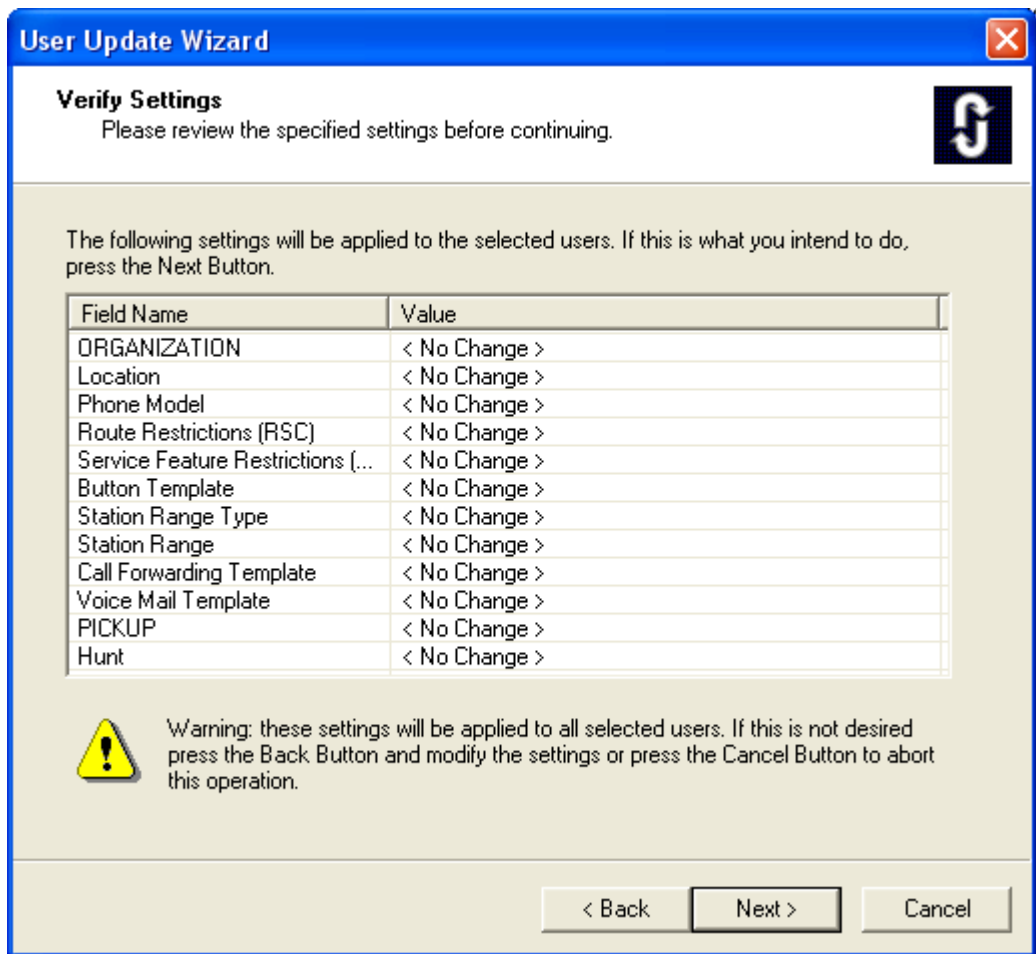 User Update Wizard
Verify Settings
Please review the specified settings before continuing.
The following settings will be applied to the selected users. If this is what you intend to do,
press the Next Button.
Field Name Value
ORGANIZATION < No Change >
Location < No Change >
Phone Model < No Change >
Route Restrictions (RSC) < No Change >
Service Feature Restrictions (... < No Change >
Button Template < No Change >
Station Range Type < No Change >
Station Range < No Change >
Call Forwarding Template < No Change >
Voice Mail Template < No Change >
PICKUP < No Change >
Hunt < No Change >
Warning: these settings will be applied to all selected users. If this is not desired
press the Back Button and modify the settings or press the Cancel Button to abort
this operation.
< Back Next > Cancel